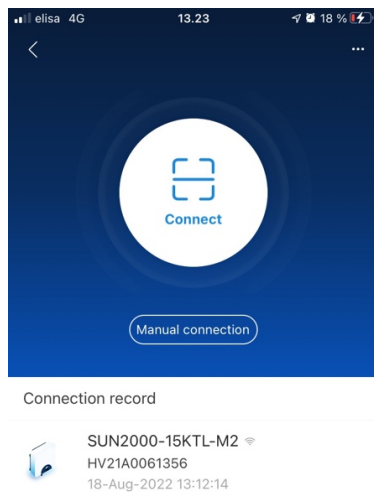 elisa 4G 13.23 18 %
Connect
Manual connection
Connection record
SUN2000-15KTL-M2
HV21A0061356
18-Aug-2022 13:12:14